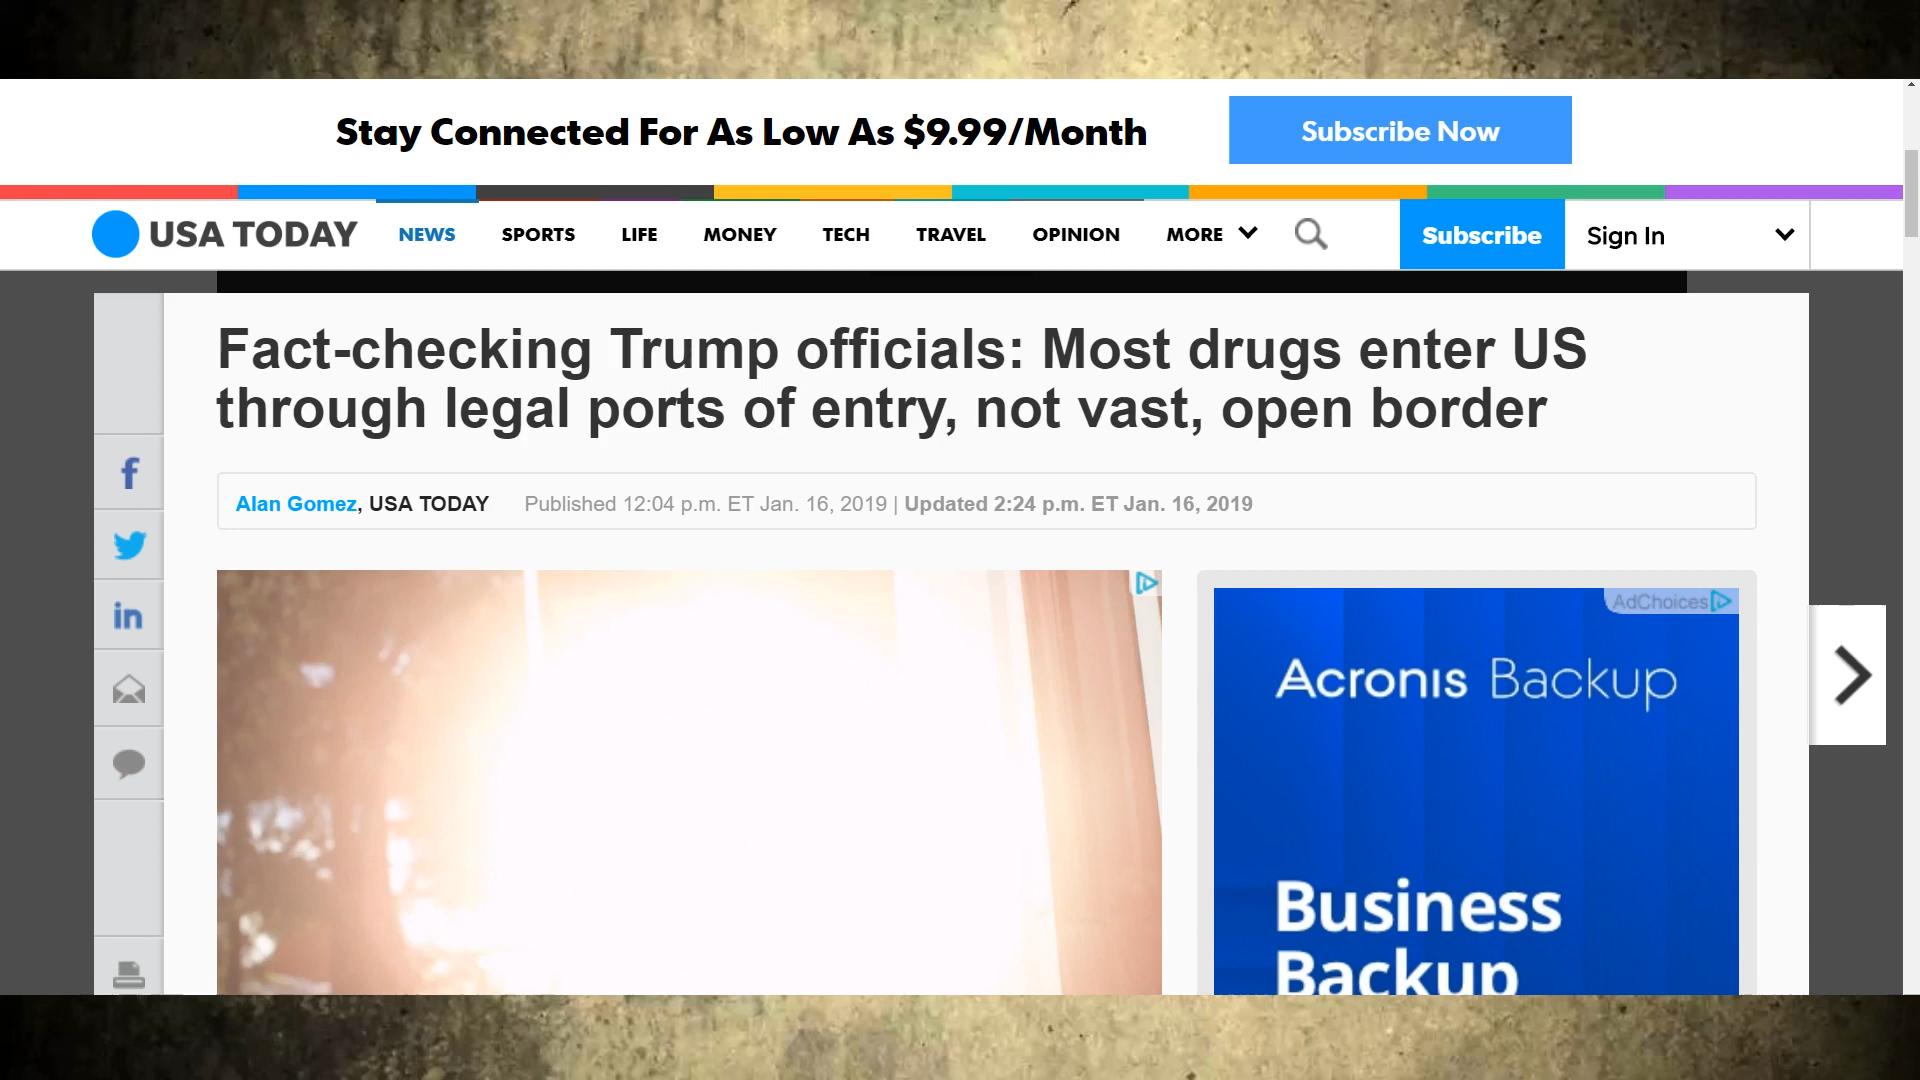 Stay Connected For As Low As $9.99/Month
Subscribe Now
USA TODAY
NEWS
SPORTS
LIFE
MONEY
TECH
TRAVEL
OPINION
MORE
Subscribe
Sign In
Fact-checking Trump officials: Most drugs enter US
through legal ports of entry, not vast, open border
f
in
Alan Gomez, USA TODAY Published 12:04 p.m. ET Jan. 16, 2019 | Updated 2:24 p.m. ET Jan. 16, 2019
AdChoices
Acronis Backup
Business
Backup